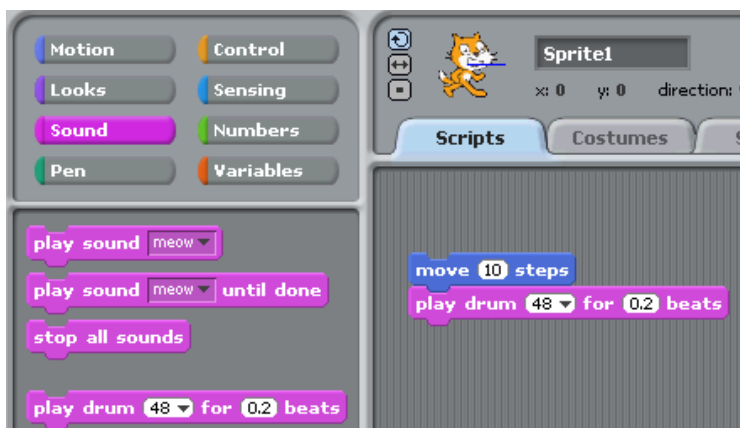 Motion
Control
Looks
Sensing
Sound
Numbers
Pen
Variables
play sound meow
play sound meow until done
stop all sounds
play drum 48 for 0.2 beats
Sprite1
x: 0 y: 0 direction:
Scripts
Costumes
move 10 steps
play drum 48 for 0.2 beats